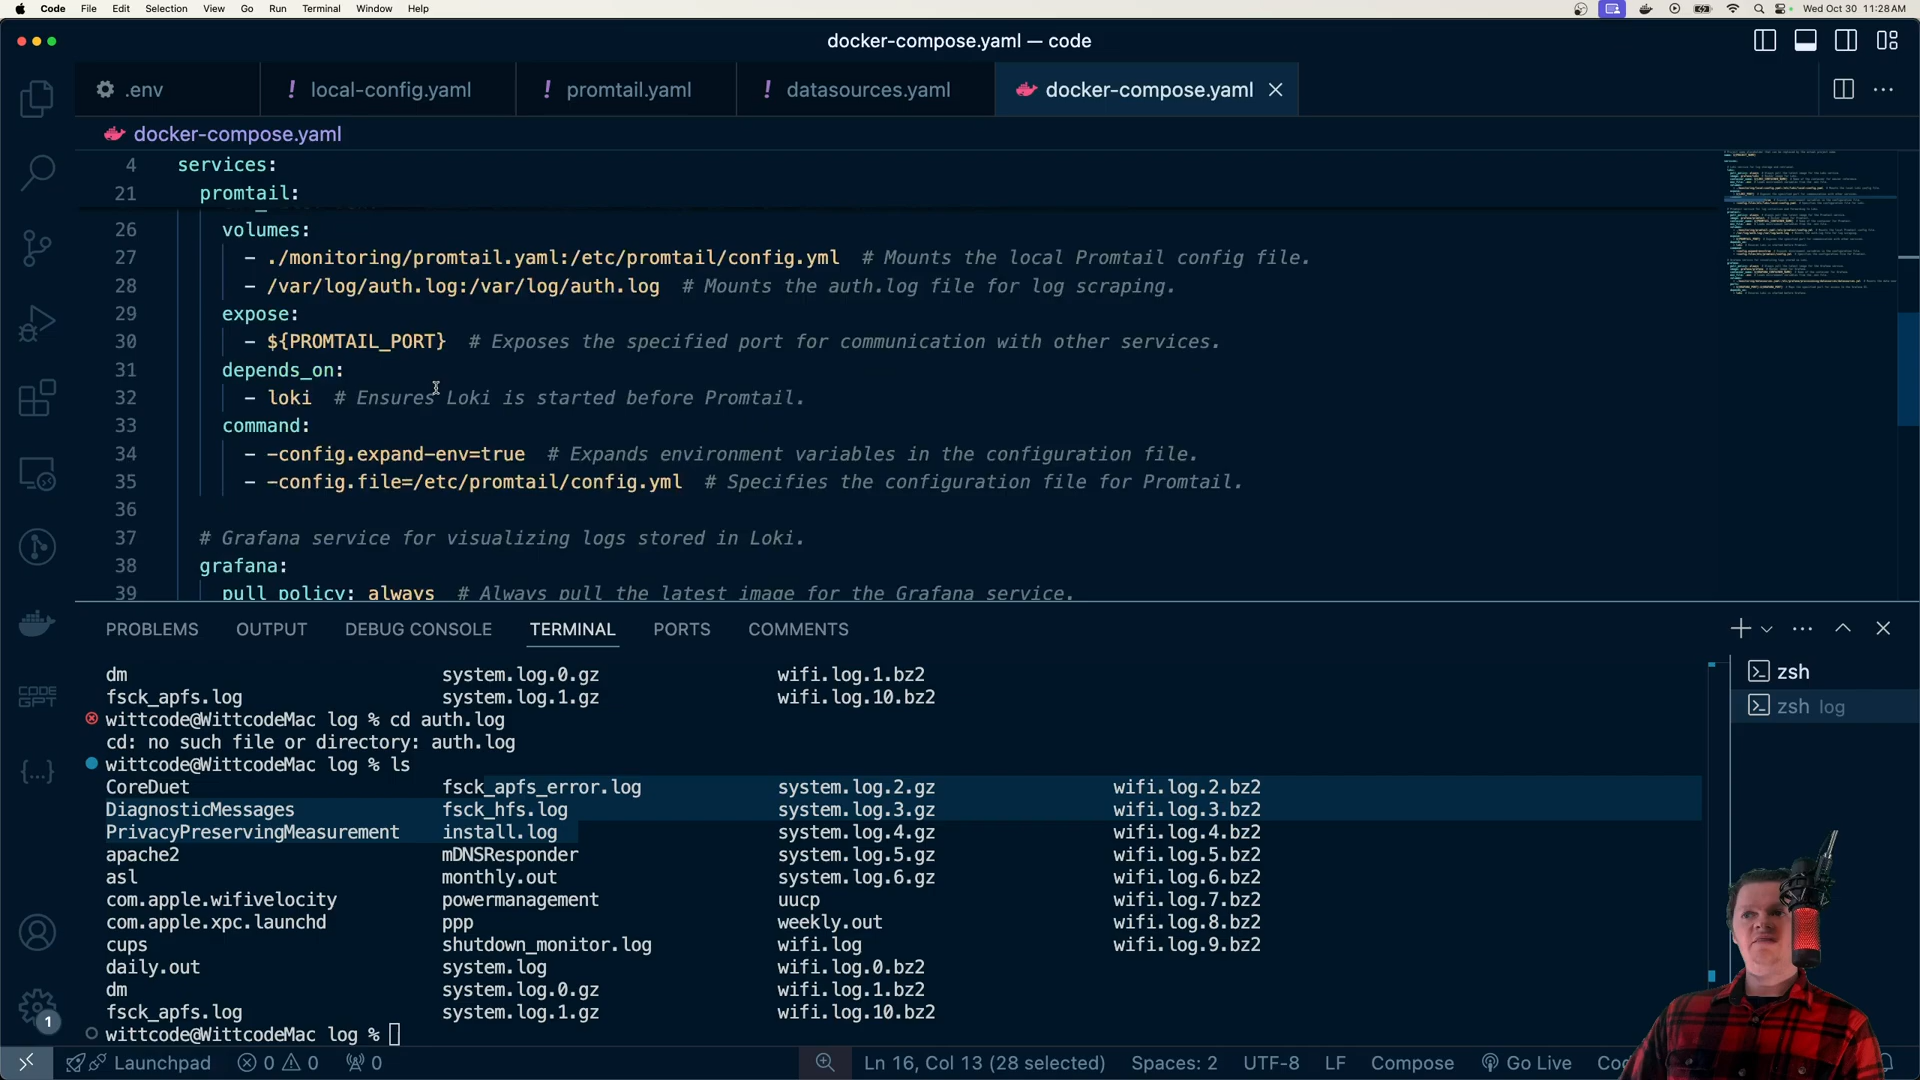 Code File Edit Selection View Go Run Terminal Window Help
Wed Oct 30 11:28 AM
docker-compose.yaml — code
.env
local-config.yaml
promtail.yaml
datasources.yaml
docker-compose.yaml
docker-compose.yaml
4 services:
21 promtail:
26 volumes:
27 - ./monitoring/promtail.yaml:/etc/promtail/config.yml # Mounts the local Promtail config file.
28 - /var/log/auth.log:/var/log/auth.log # Mounts the auth.log file for log scraping.
29 expose:
30 - ${PROMTAIL_PORT} # Exposes the specified port for communication with other services.
31 depends_on:
32 - loki # Ensures Loki is started before Promtail.
33 command:
34 - -config.expand-env=true # Expands environment variables in the configuration file.
35 - -config.file=/etc/promtail/config.yml # Specifies the configuration file for Promtail.
36
37 # Grafana service for visualizing logs stored in Loki.
38 grafana:
39 pull_policy: always # Always pull the latest image for the Grafana service.
PROBLEMS OUTPUT DEBUG CONSOLE TERMINAL PORTS COMMENTS
zsh
zsh log
dm system.log.0.gz wifi.log.1.bz2
fsck_apfs.log system.log.1.gz wifi.log.10.bz2
wittcode@WittcodeMac log % cd auth.log
cd: no such file or directory: auth.log
wittcode@WittcodeMac log % ls
CoreDuet fsck_apfs_error.log system.log.2.gz wifi.log.2.bz2
DiagnosticMessages fsck_hfs.log system.log.3.gz wifi.log.3.bz2
PrivacyPreservingMeasurement install.log system.log.4.gz wifi.log.4.bz2
apache2 mDNSResponder system.log.5.gz wifi.log.5.bz2
asl monthly.out system.log.6.gz wifi.log.6.bz2
com.apple.wifivelocity powermanagement uucp wifi.log.7.bz2
com.apple.xpc.launchd ppp weekly.out wifi.log.8.bz2
cups shutdown_monitor.log wifi.log wifi.log.9.bz2
daily.out system.log wifi.log.0.bz2
dm system.log.0.gz wifi.log.1.bz2
fsck_apfs.log system.log.1.gz wifi.log.10.bz2
wittcode@WittcodeMac log %
CODE GPT
1
Launchpad 0 0 0 Ln 16, Col 13 (28 selected) Spaces: 2 UTF-8 LF Compose Go Live